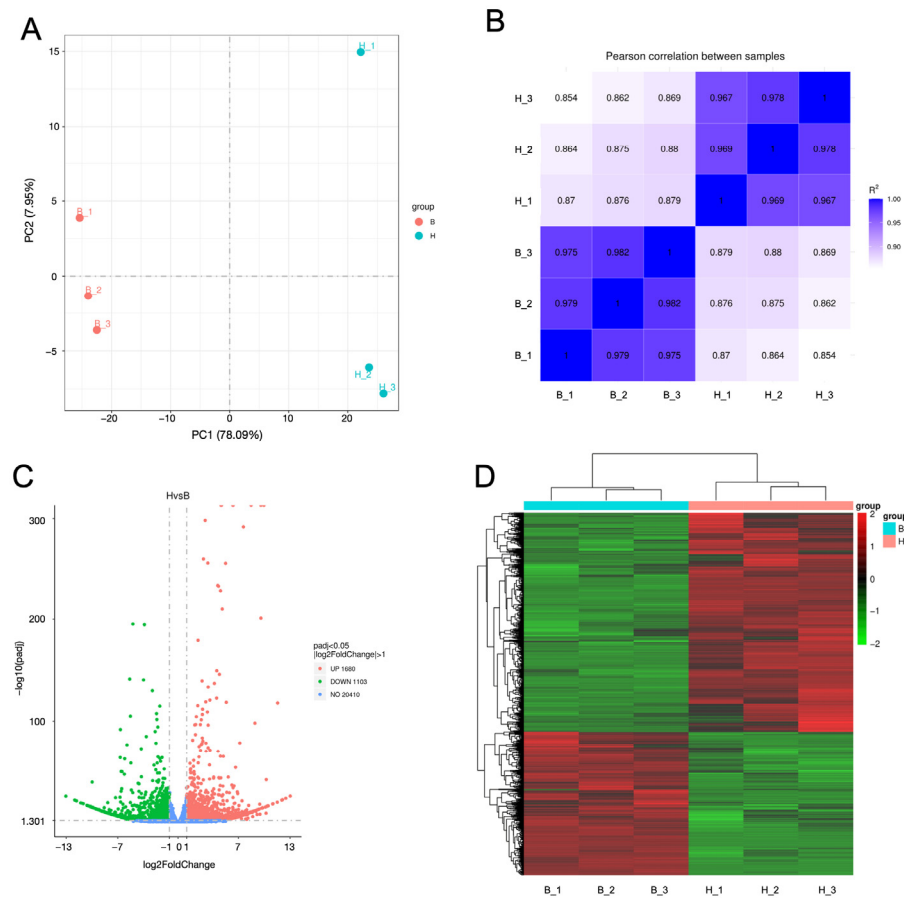 A
15
10
5
0
−5
−20
−10
0
10
20
PC2 (7.95%)
PC1 (78.09%)
H_1
B_1
B_2
B_3
H_2
H_3
group
B
H
B
Pearson correlation between samples
H_3 0.854 0.862 0.869 0.967 0.978 1
H_2 0.864 0.875 0.88 0.969 1 0.978
H_1 0.87 0.876 0.879 1 0.969 0.967
B_3 0.975 0.982 1 0.879 0.88 0.869
B_2 0.979 1 0.982 0.876 0.875 0.862
B_1 1 0.979 0.975 0.87 0.864 0.854
B_1 B_2 B_3 H_1 H_2 H_3
R²
1.00
0.95
0.90
C
HvsB
300
200
100
1.301
−log10(padj)
−13 −7 −1 0 1 7 13
log2FoldChange
padj<0.05
|log2FoldChange|>1
UP 1680
DOWN 1103
NO 20410
D
group
2
1
0
−1
−2
group
B
H
B_1 B_2 B_3 H_1 H_2 H_3